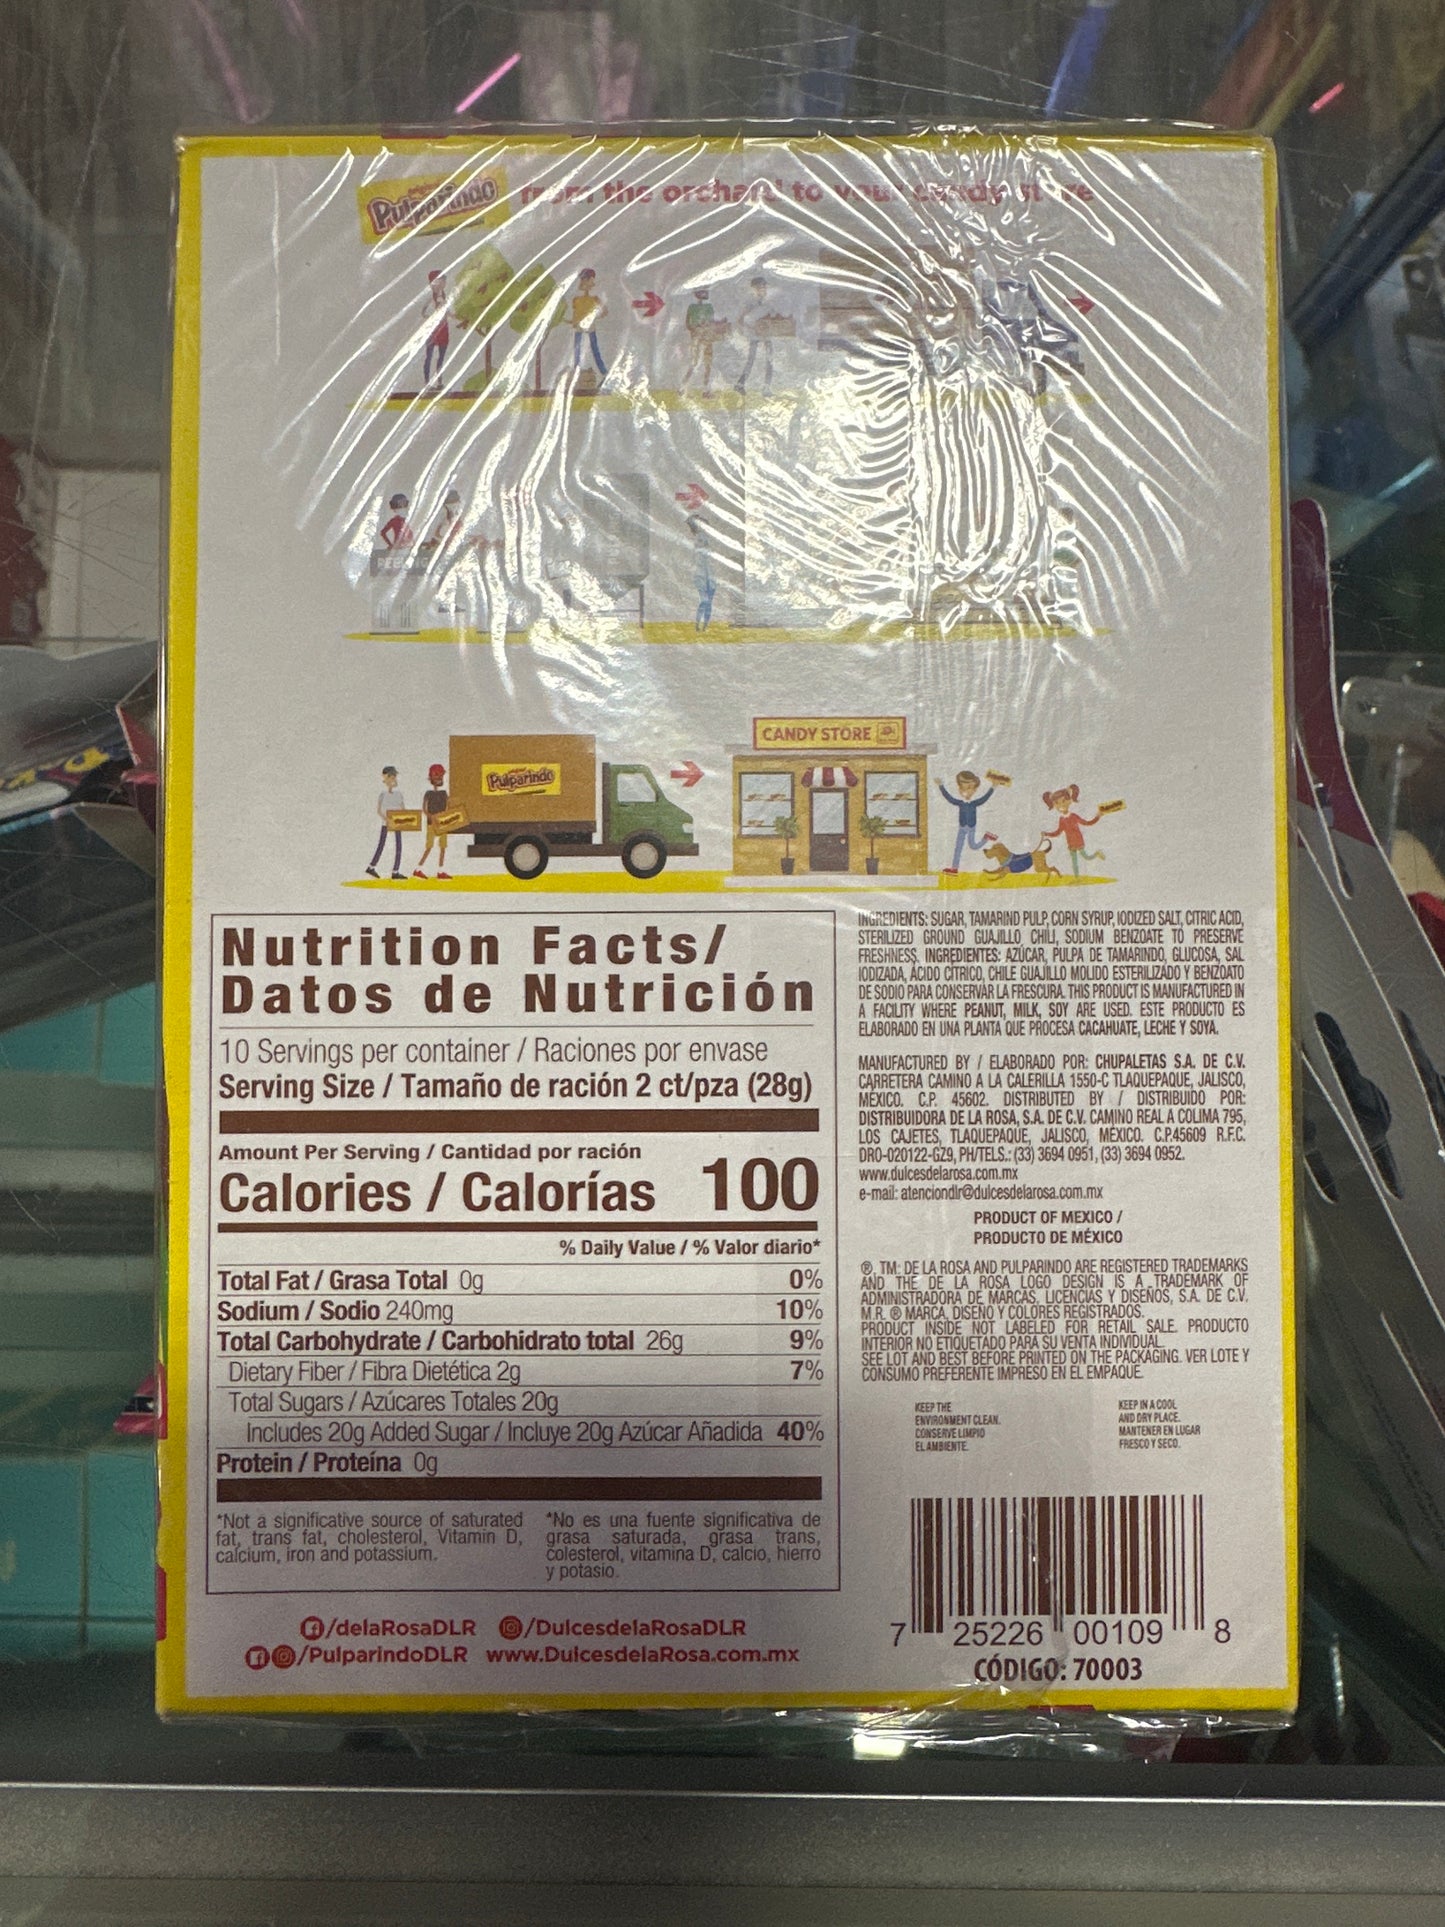 Pulparindo from the orchard to your candy store
Pulparindo
CANDY STORE
Nutrition Facts/
Datos de Nutrición
10 Servings per container / Raciones por envase
Serving Size / Tamaño de ración 2 ct/pza (28g)
Amount Per Serving / Cantidad por ración
Calories / Calorías 100
% Daily Value / % Valor diario*
Total Fat / Grasa Total 0g 0%
Sodium / Sodio 240mg 10%
Total Carbohydrate / Carbohidrato total 26g 9%
Dietary Fiber / Fibra Dietética 2g 7%
Total Sugars / Azúcares Totales 20g
Includes 20g Added Sugar / Incluye 20g Azúcar Añadida 40%
Protein / Proteína 0g
*Not a significative source of saturated
fat, trans fat, cholesterol, Vitamin D,
calcium, iron and potassium.
*No es una fuente significativa de
grasa saturada, grasa trans,
colesterol, vitamina D, calcio, hierro
y potasio.
/delaRosaDLR /DulcesdelaRosaDLR
/PulparindoDLR www.DulcesdelaRosa.com.mx
INGREDIENTS: SUGAR, TAMARIND PULP, CORN SYRUP, IODIZED SALT, CITRIC ACID,
STERILIZED GROUND GUAJILLO CHILI, SODIUM BENZOATE TO PRESERVE
FRESHNESS. INGREDIENTES: AZÚCAR, PULPA DE TAMARINDO, GLUCOSA, SAL
IODIZADA, ÁCIDO CÍTRICO, CHILE GUAJILLO MOLIDO ESTERILIZADO Y BENZOATO
DE SODIO PARA CONSERVAR LA FRESCURA. THIS PRODUCT IS MANUFACTURED IN
A FACILITY WHERE PEANUT, MILK, SOY ARE USED. ESTE PRODUCTO ES
ELABORADO EN UNA PLANTA QUE PROCESA CACAHUATE, LECHE Y SOYA.
MANUFACTURED BY / ELABORADO POR: CHUPALETAS S.A. DE C.V.
CARRETERA CAMINO A LA CALERILLA 1550-C TLAQUEPAQUE, JALISCO,
MÉXICO. C.P. 45602. DISTRIBUTED BY / DISTRIBUIDO POR:
DISTRIBUIDORA DE LA ROSA, S.A. DE C.V. CAMINO REAL A COLIMA 795,
LOS CAJETES, TLAQUEPAQUE, JALISCO, MÉXICO. C.P.45609 R.F.C.
DRO-020122-GZ9, PH/TELS.: (33) 3694 0951, (33) 3694 0952.
www.dulcesdelarosa.com.mx
e-mail: atenciondlr@dulcesdelarosa.com.mx
PRODUCT OF MEXICO /
PRODUCTO DE MÉXICO
®, TM: DE LA ROSA AND PULPARINDO ARE REGISTERED TRADEMARKS
AND THE DE LA ROSA LOGO DESIGN IS A TRADEMARK OF
ADMINISTRADORA DE MARCAS, LICENCIAS Y DISEÑOS, S.A. DE C.V.
M.R. ® MARCA, DISEÑO Y COLORES REGISTRADOS.
PRODUCT INSIDE NOT LABELED FOR RETAIL SALE. PRODUCTO
INTERIOR NO ETIQUETADO PARA SU VENTA INDIVIDUAL.
SEE LOT AND BEST BEFORE PRINTED ON THE PACKAGING. VER LOTE Y
CONSUMO PREFERENTE IMPRESO EN EL EMPAQUE.
KEEP THE
ENVIRONMENT CLEAN.
CONSERVE LIMPIO
EL AMBIENTE.
KEEP IN A COOL
AND DRY PLACE.
MANTENER EN LUGAR
FRESCO Y SECO.
7 25226 00109 8
CÓDIGO: 70003